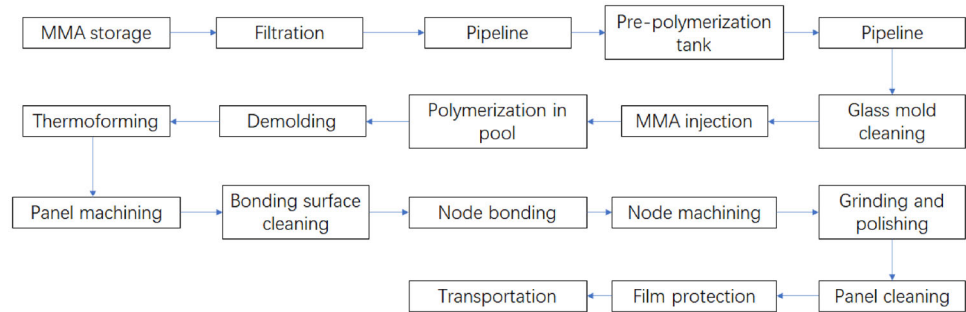 MMA storage
Filtration
Pipeline
Pre-polymerization
tank
Pipeline
Glass mold
cleaning
MMA injection
Polymerization in
pool
Demolding
Thermoforming
Panel machining
Bonding surface
cleaning
Node bonding
Node machining
Grinding and
polishing
Panel cleaning
Film protection
Transportation